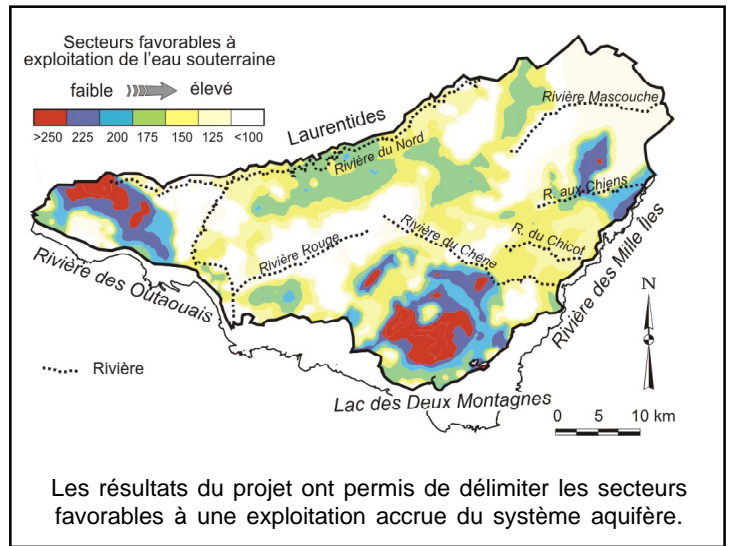 Secteurs favorables à
exploitation de l'eau souterraine
faible élevé
>250 225 200 175 150 125 <100
Laurentides
Rivière Mascouche
Rivière du Nord
R. aux Chiens
Rivière du Chêne
R. du Chicot
Rivière Rouge
Rivière des Outaouais
Rivière des Mille Îles
N
Rivière
Lac des Deux Montagnes
0 5 10 km
Les résultats du projet ont permis de délimiter les secteurs
favorables à une exploitation accrue du système aquifère.